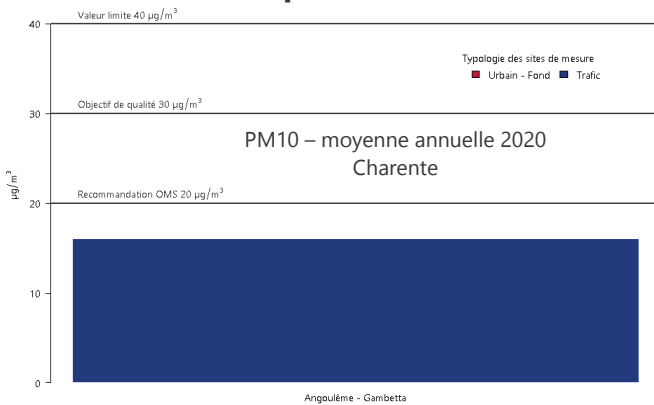 Valeur limite 40 µg/m³
40
Typologie des sites de mesure
Urbain - Fond Trafic
Objectif de qualité 30 µg/m³
30
PM10 – moyenne annuelle 2020
Charente
µg/m³
Recommandation OMS 20 µg/m³
20
10
0
Angoulême - Gambetta